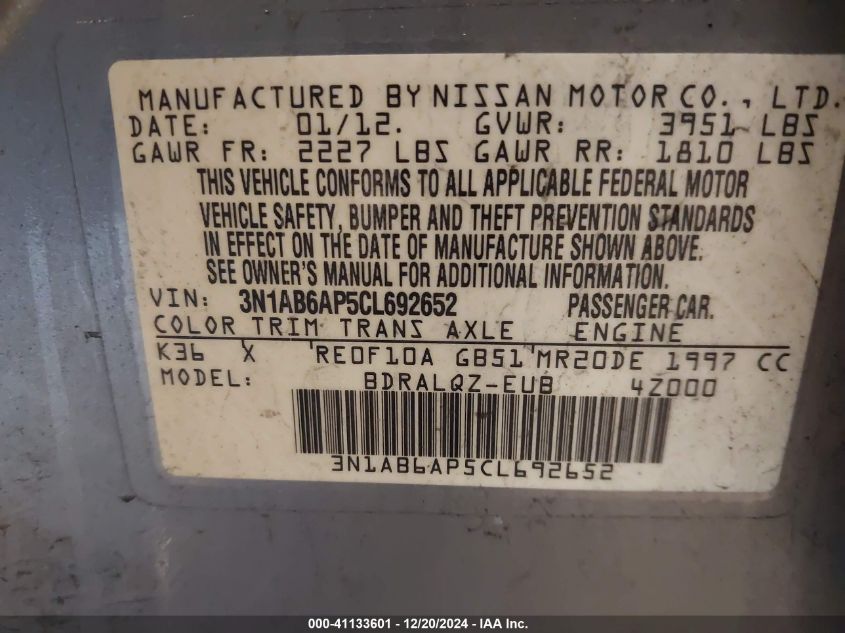 MANUFACTURED BY NISSAN MOTOR CO., LTD.
DATE: 01/12. GVWR: 3951 LBS
GAWR FR: 2227 LBS GAWR RR: 1810 LBS
THIS VEHICLE CONFORMS TO ALL APPLICABLE FEDERAL MOTOR
VEHICLE SAFETY, BUMPER AND THEFT PREVENTION STANDARDS
IN EFFECT ON THE DATE OF MANUFACTURE SHOWN ABOVE.
SEE OWNER'S MANUAL FOR ADDITIONAL INFORMATION.
VIN: 3N1AB6AP5CL692652 PASSENGER CAR.
COLOR TRIM TRANS AXLE ENGINE
K36 X 'RE0F10A GB51'MR20DE 1997 CC
MODEL: BDRALQZ-EUB 4Z000
3N1AB6AP5CL692652
000-41133601 - 12/20/2024 - IAA Inc.